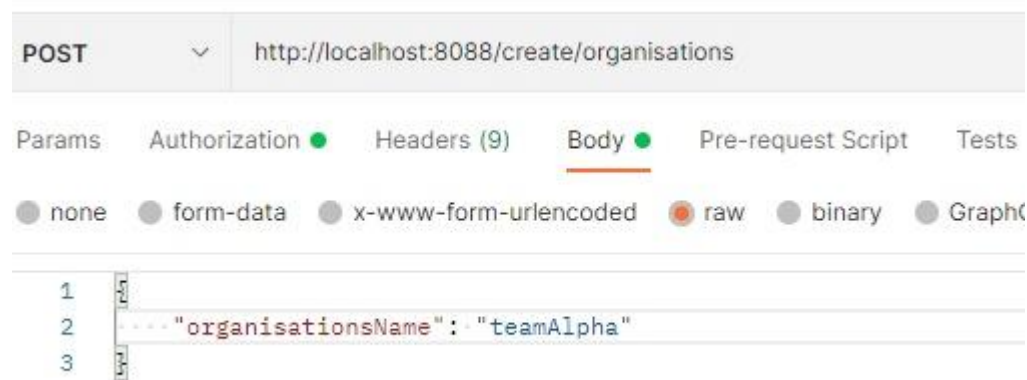 POST http://localhost:8088/create/organisations
Params Authorization Headers (9) Body Pre-request Script Tests
none form-data x-www-form-urlencoded raw binary
1 {
2 "organisationsName": "teamAlpha"
3 }